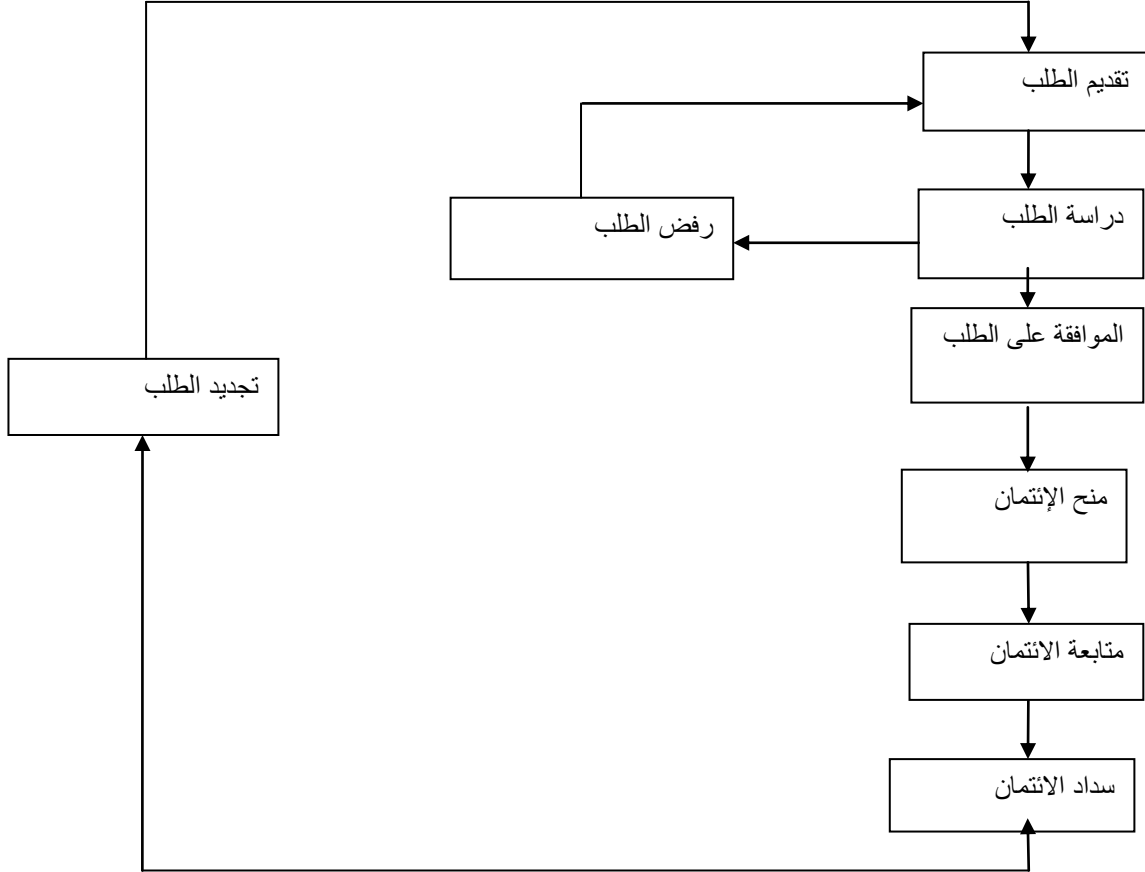 تقديم الطلب
دراسة الطلب
رفض الطلب
الموافقة على الطلب
تجديد الطلب
منح الإئتمان
متابعة الائتمان
سداد الائتمان